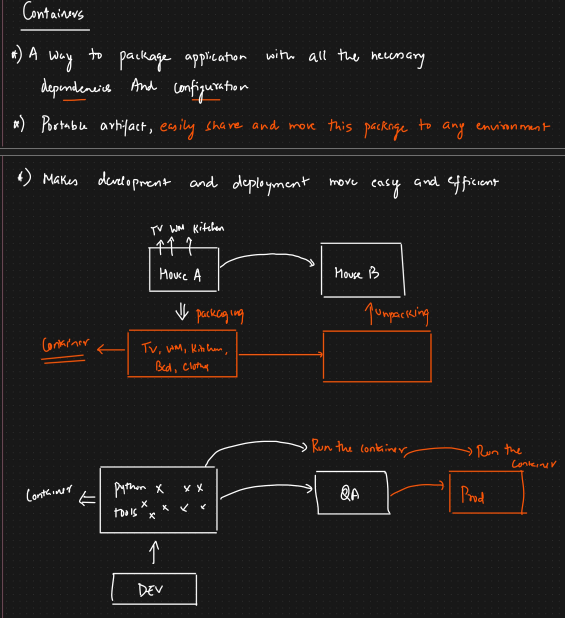 Containers
*) A way to package application with all the necessary
dependencies And configuration
*) Portable artifact, easily share and move this package to any environment
*) Makes development and deployment more easy and efficient
TV WM Kitchen
House A
House B
packaging
unpacking
Container
TV, WM, Kitchen,
Bed, Cloths
Run the container
Run the
container
Container
python x x x
tools x x x x x
QA
Prod
DEV